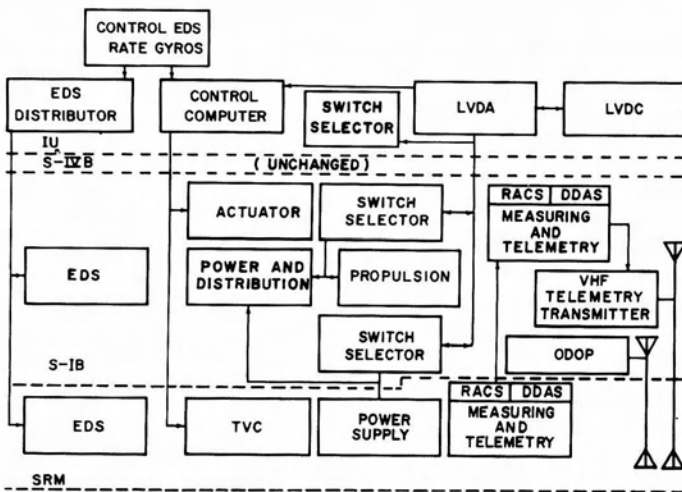 CONTROL EDS
RATE GYROS
EDS
DISTRIBUTOR
CONTROL
COMPUTER
SWITCH
SELECTOR
LVDA
LVDC
IU
S-IVB
( UNCHANGED )
ACTUATOR
SWITCH
SELECTOR
RACS DDAS
MEASURING
AND
TELEMETRY
EDS
POWER AND
DISTRIBUTION
PROPULSION
VHF
TELEMETRY
TRANSMITTER
SWITCH
SELECTOR
ODOP
S-IB
EDS
TVC
POWER
SUPPLY
RACS DDAS
MEASURING
AND
TELEMETRY
SRM